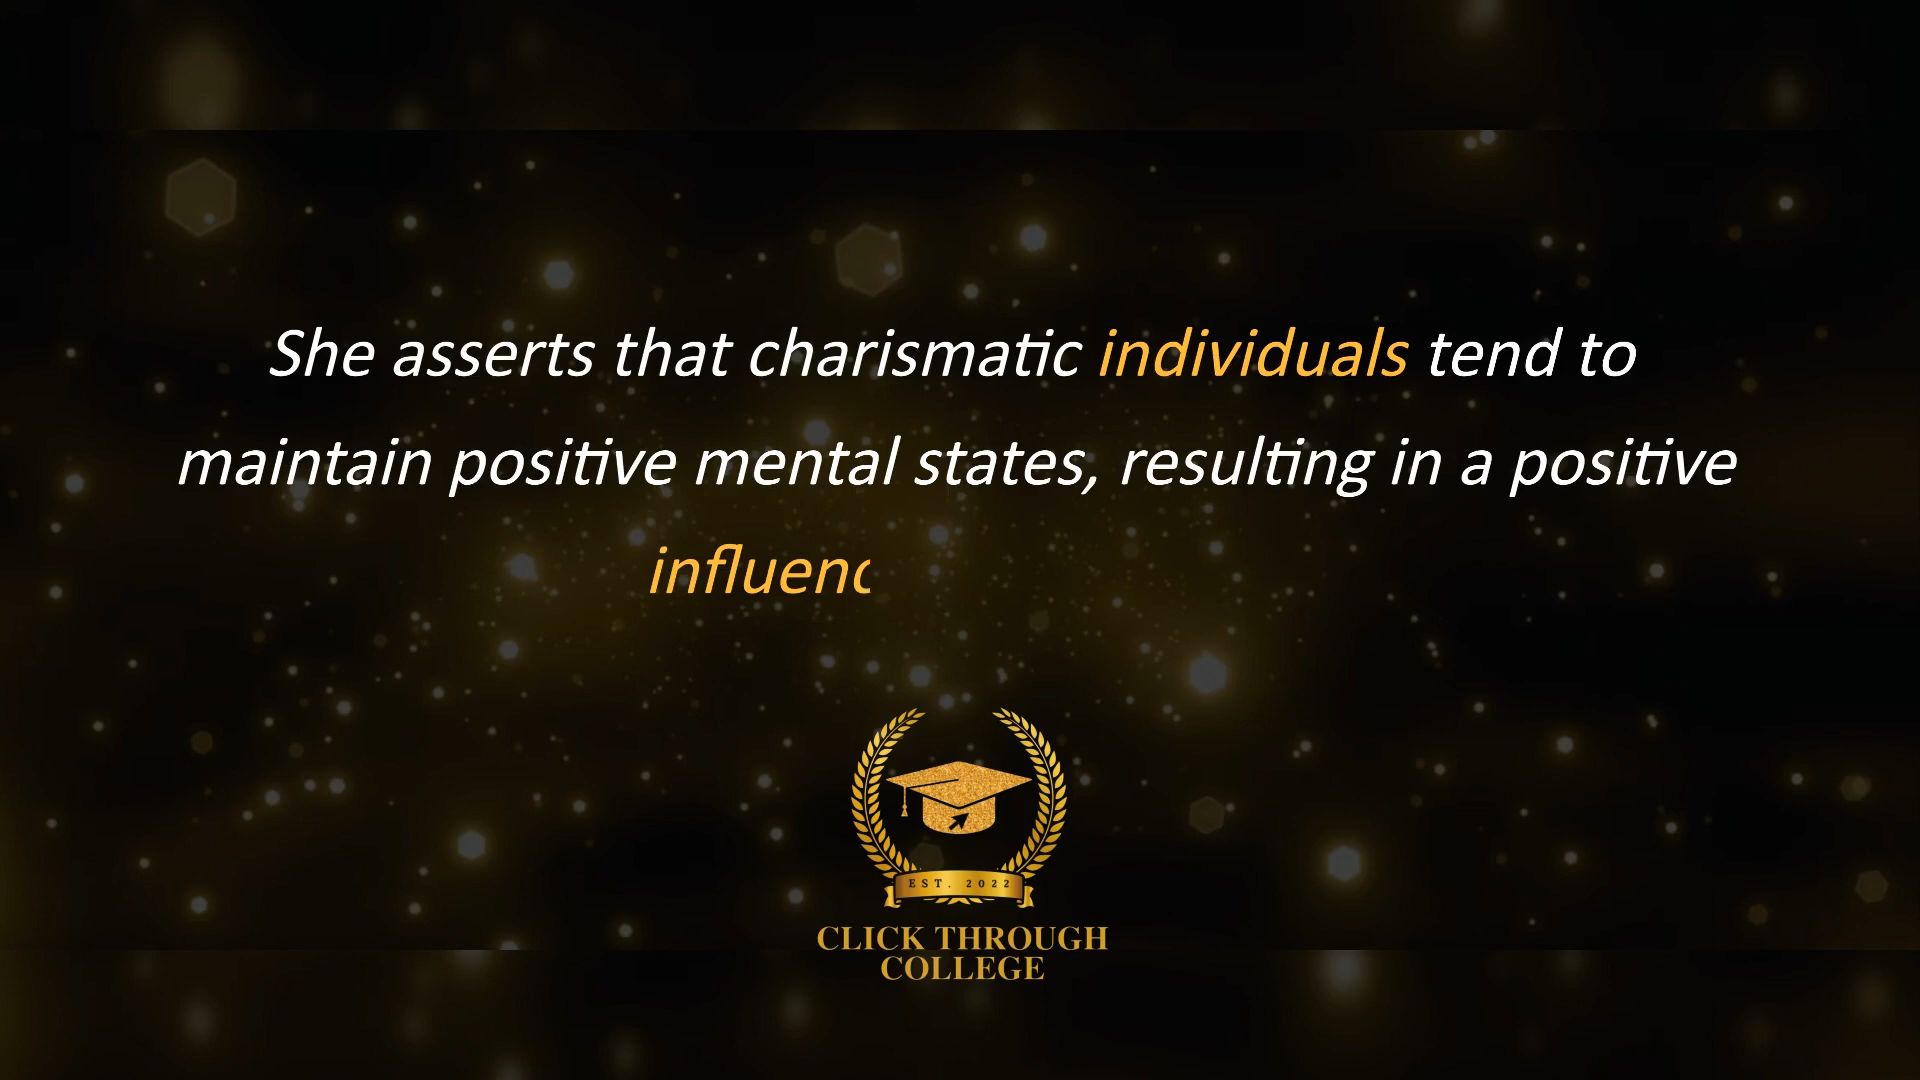 She asserts that charismatic individuals tend to
maintain positive mental states, resulting in a positive
influenc
EST. 2022
CLICK THROUGH
COLLEGE